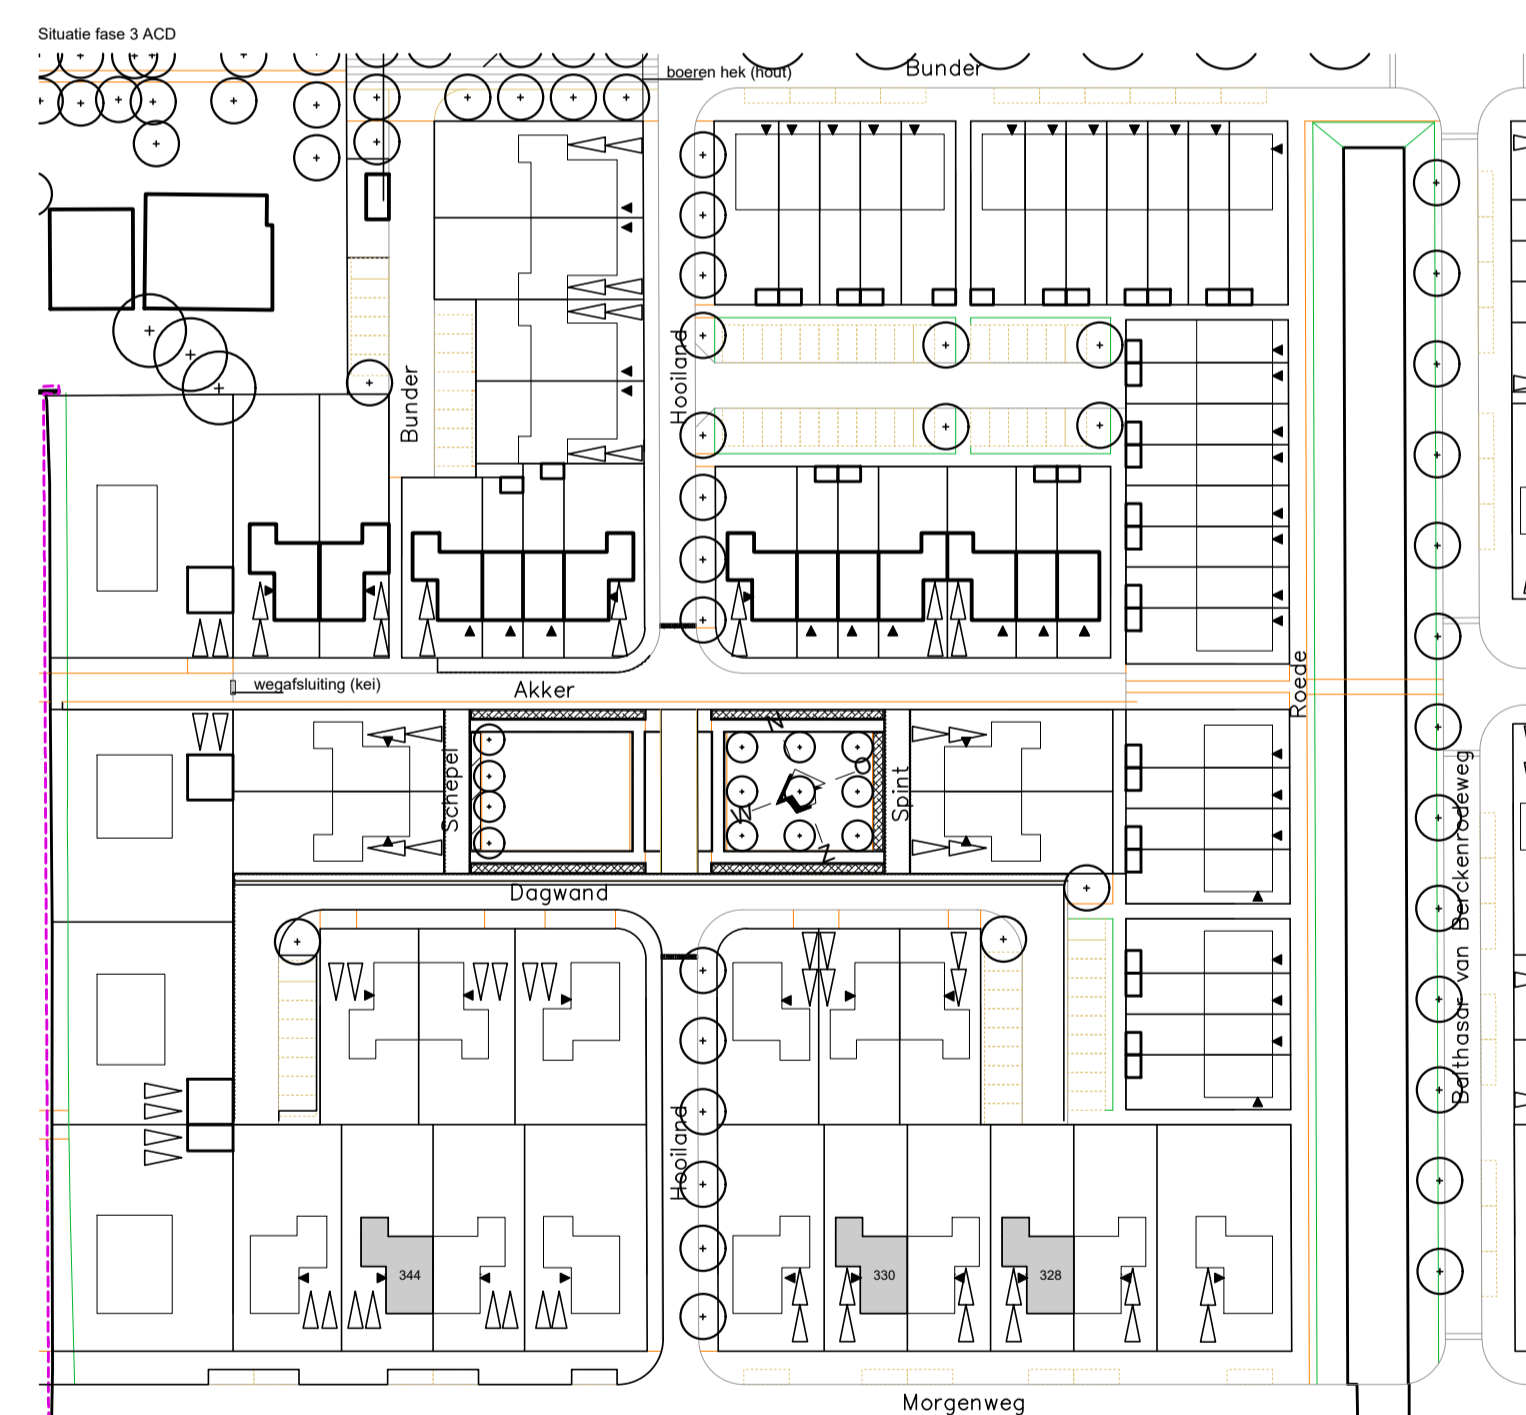 Situatie fase 3 ACD
boeren hek (hout)
Bunder
Hooiland
Bunder
Roede
wegafsluiting (kei)
Akker
Schepel
N
O
W
Z
Spint
Balthasar van Berckenrodeweg
Dagwand
Hooiland
344
330
328
Morgenweg